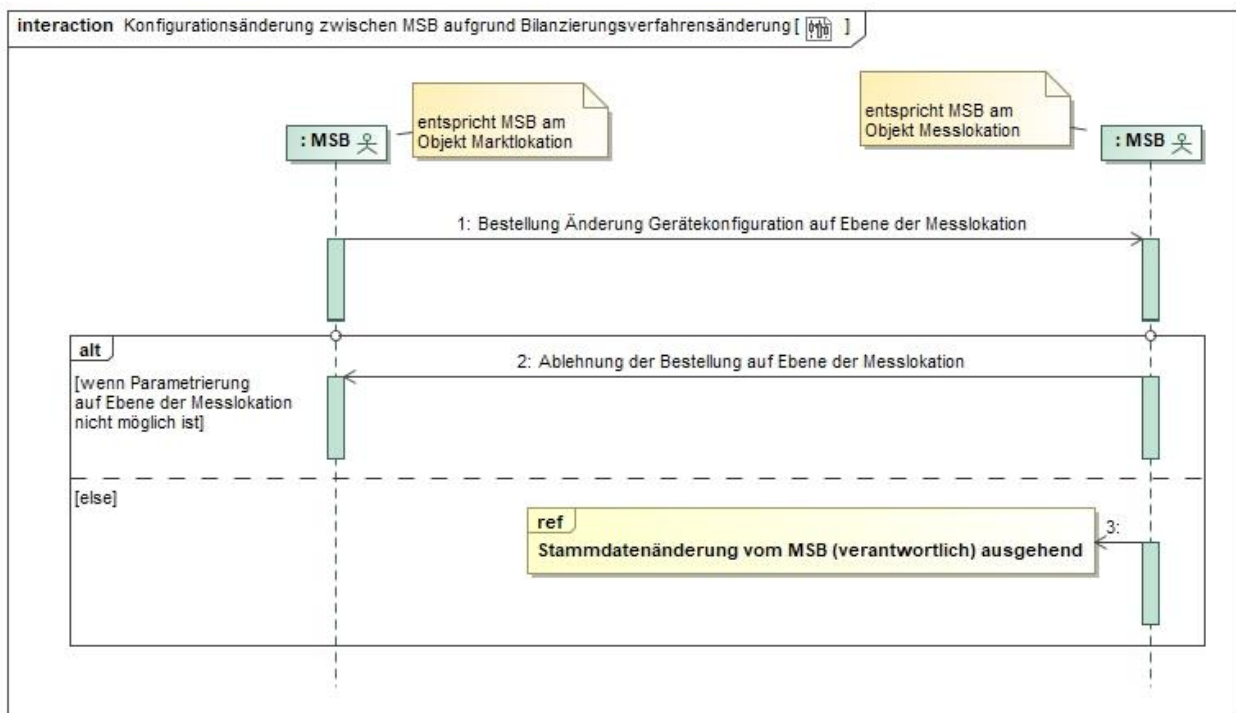 interaction Konfigurationsänderung zwischen MSB aufgrund Bilanzierungsverfahrensänderung [ ]
entspricht MSB am
Objekt Marktlokation
entspricht MSB am
Objekt Messlokation
: MSB
: MSB
1: Bestellung Änderung Gerätekonfiguration auf Ebene der Messlokation
alt
2: Ablehnung der Bestellung auf Ebene der Messlokation
[wenn Parametrierung
auf Ebene der Messlokation
nicht möglich ist]
[else]
ref
3:
Stammdatenänderung vom MSB (verantwortlich) ausgehend